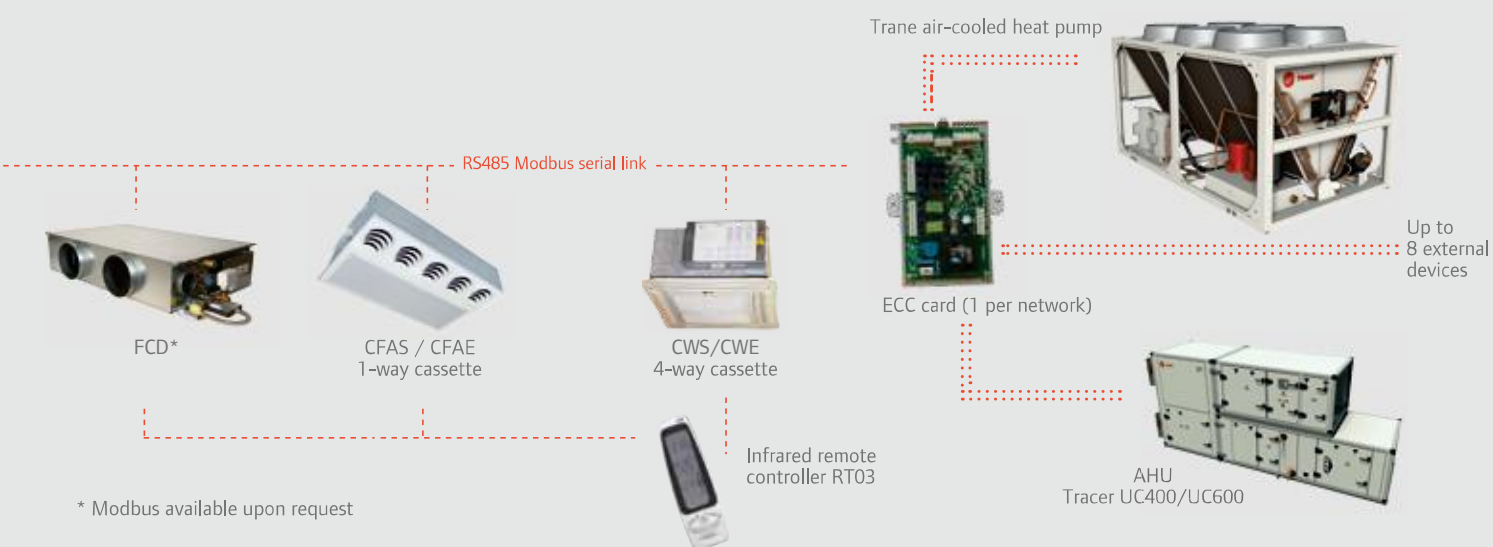 Trane air-cooled heat pump
RS485 Modbus serial link
Up to
8 external
devices
ECC card (1 per network)
FCD*
CFAS / CFAE
1-way cassette
CWS/CWE
4-way cassette
Infrared remote
controller RT03
AHU
Tracer UC400/UC600
* Modbus available upon request